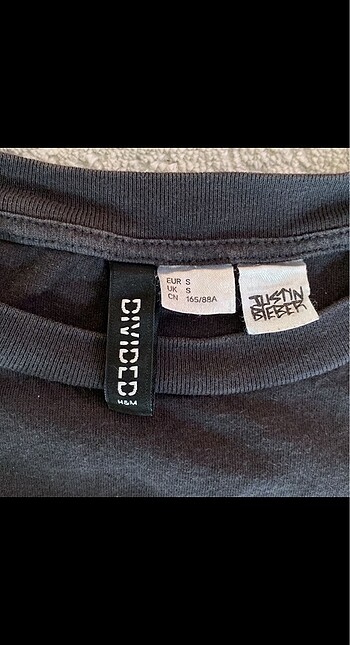 DIVIDED
H&M
EUR S
UK S
CN 165/88A
JUSTIN
BIEBER